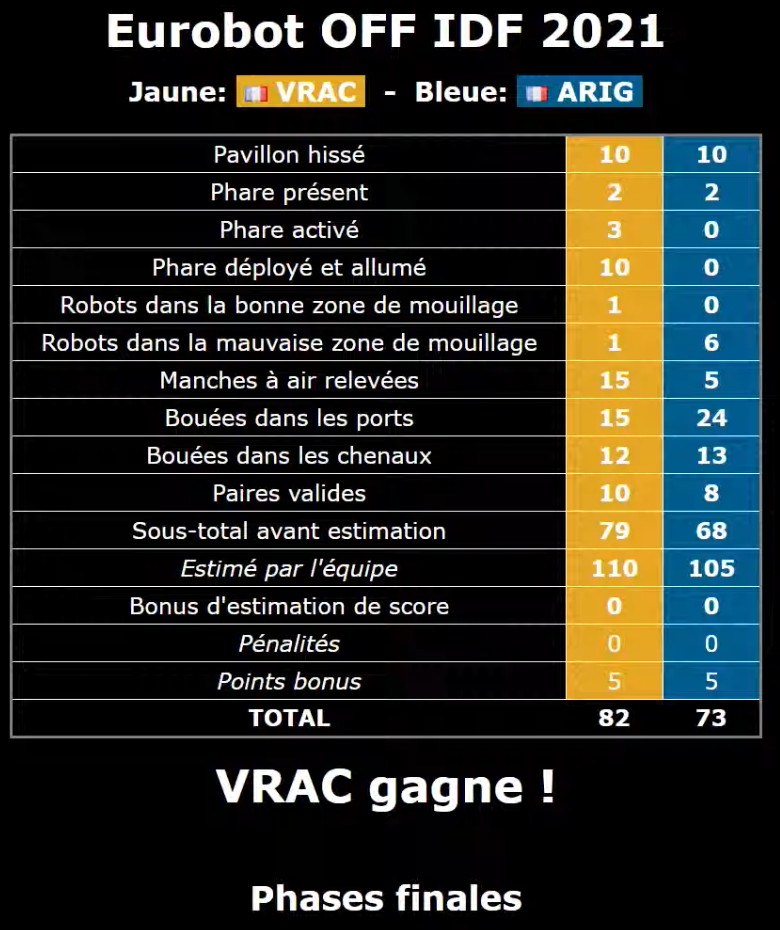 Eurobot OFF IDF 2021
Jaune: VRAC - Bleue: ARIG
Pavillon hissé 10 10
Phare présent 2 2
Phare activé 3 0
Phare déployé et allumé 10 0
Robots dans la bonne zone de mouillage 1 0
Robots dans la mauvaise zone de mouillage 1 6
Manches à air relevées 15 5
Bouées dans les ports 15 24
Bouées dans les chenaux 12 13
Paires valides 10 8
Sous-total avant estimation 79 68
Estimé par l'équipe 110 105
Bonus d'estimation de score 0 0
Pénalités 0 0
Points bonus 5 5
TOTAL 82 73
VRAC gagne !
Phases finales